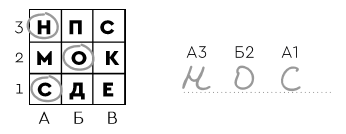 3 Н П С
2 М О К
1 С Д Е
А Б В
А3 Б2 А1
И О С